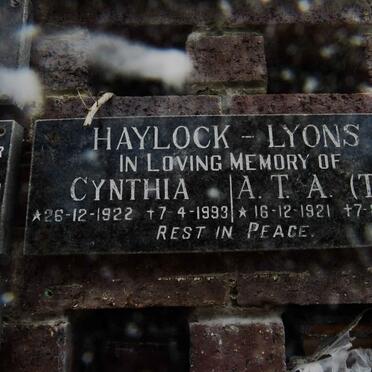 HAYLOCK - LYONS
IN LOVING MEMORY OF
CYNTHIA | A. T. A. (T
★26-12-1922 †7-4-1993 ★16-12-1921 †7-
REST IN PEACE.